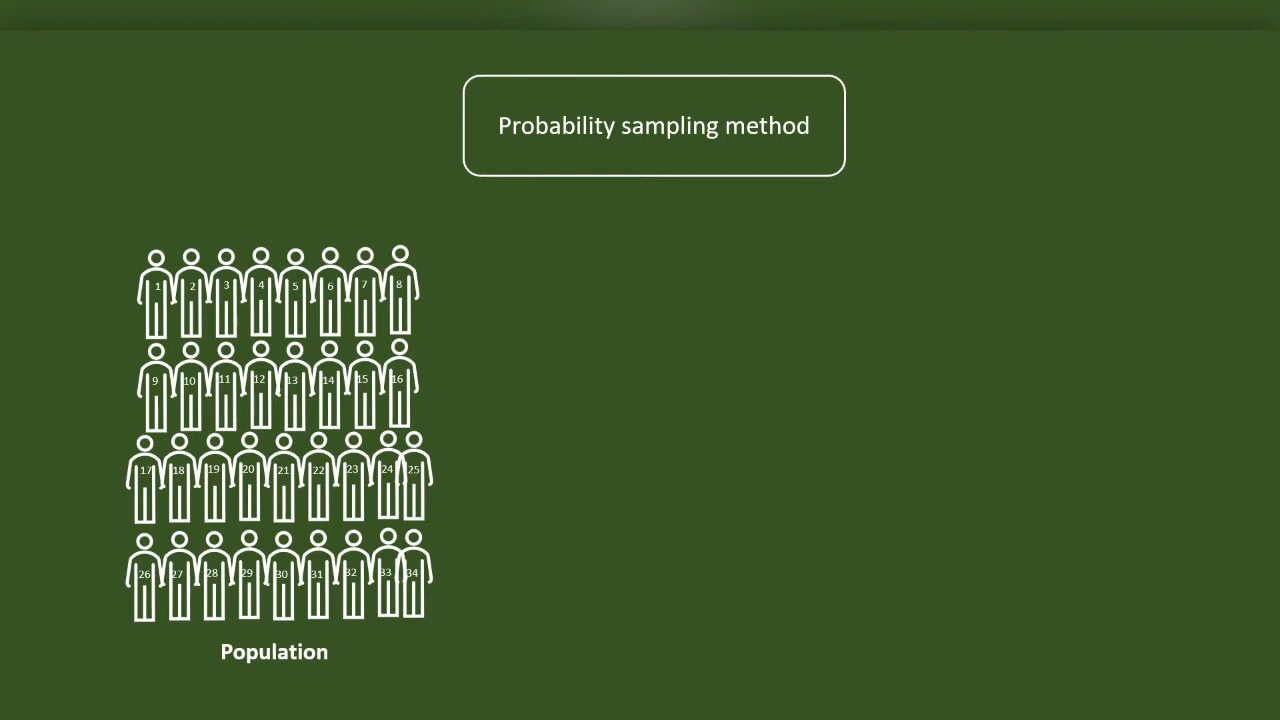 Probability sampling method
1 2 3 4 5 6 7 8
9 10 11 12 13 14 15 16
17 18 19 20 21 22 23 24 25
26 27 28 29 30 31 32 33 34
Population